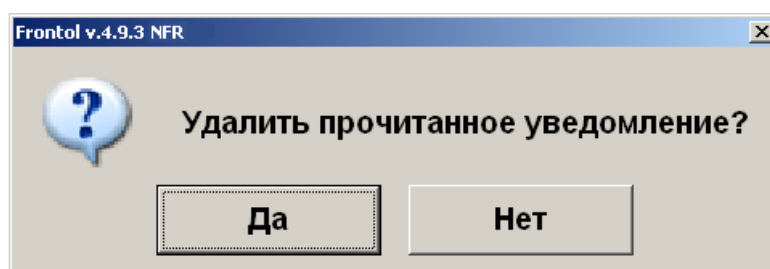 Frontol v.4.9.3 NFR
Удалить прочитанное уведомление?
Да
Нет